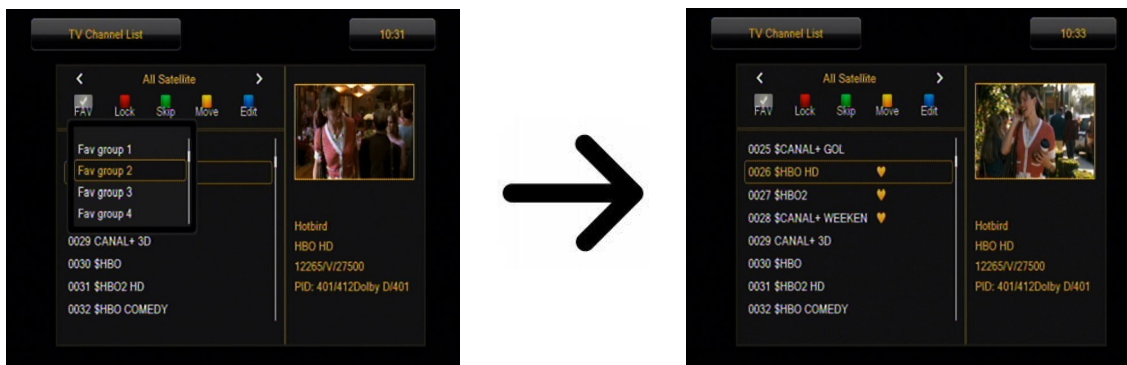 TV Channel List
10:31
All Satellite
FAV Lock Skip Move Edit
Fav group 1
Fav group 2
Fav group 3
Fav group 4
0029 CANAL+ 3D
0030 $HBO
0031 $HBO2 HD
0032 $HBO COMEDY
Hotbird
HBO HD
12265/V/27500
PID: 401/412Dolby D/401
TV Channel List
10:33
All Satellite
FAV Lock Skip Move Edit
0025 $CANAL+ GOL
0026 $HBO HD
0027 $HBO2
0028 $CANAL+ WEEKEN
0029 CANAL+ 3D
0030 $HBO
0031 $HBO2 HD
0032 $HBO COMEDY
Hotbird
HBO HD
12265/V/27500
PID: 401/412Dolby D/401